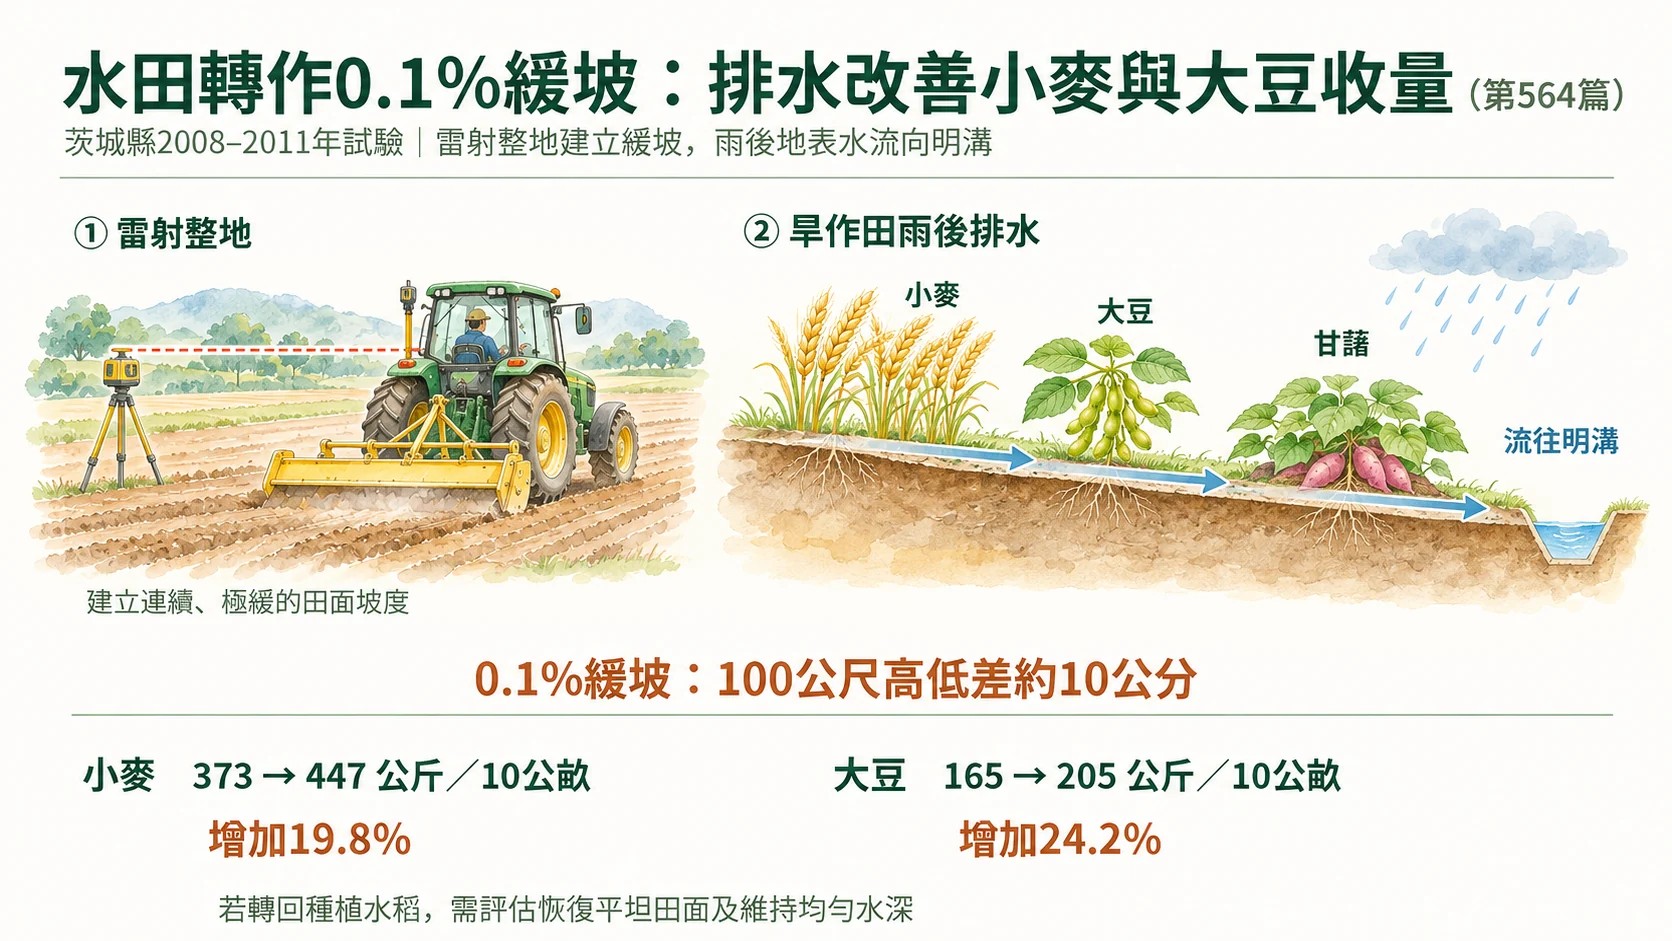 水田轉作0.1%緩坡：排水改善小麥與大豆收量（第564篇）
茨城縣2008–2011年試驗｜雷射整地建立緩坡，雨後地表水流向明溝
① 雷射整地
② 旱作田雨後排水
小麥
大豆
甘藷
流往明溝
建立連續、極緩的田面坡度
0.1%緩坡：100公尺高低差約10公分
小麥 373 → 447 公斤／10公畝
增加19.8%
大豆 165 → 205 公斤／10公畝
增加24.2%
若轉回種植水稻，需評估恢復平坦田面及維持均勻水深